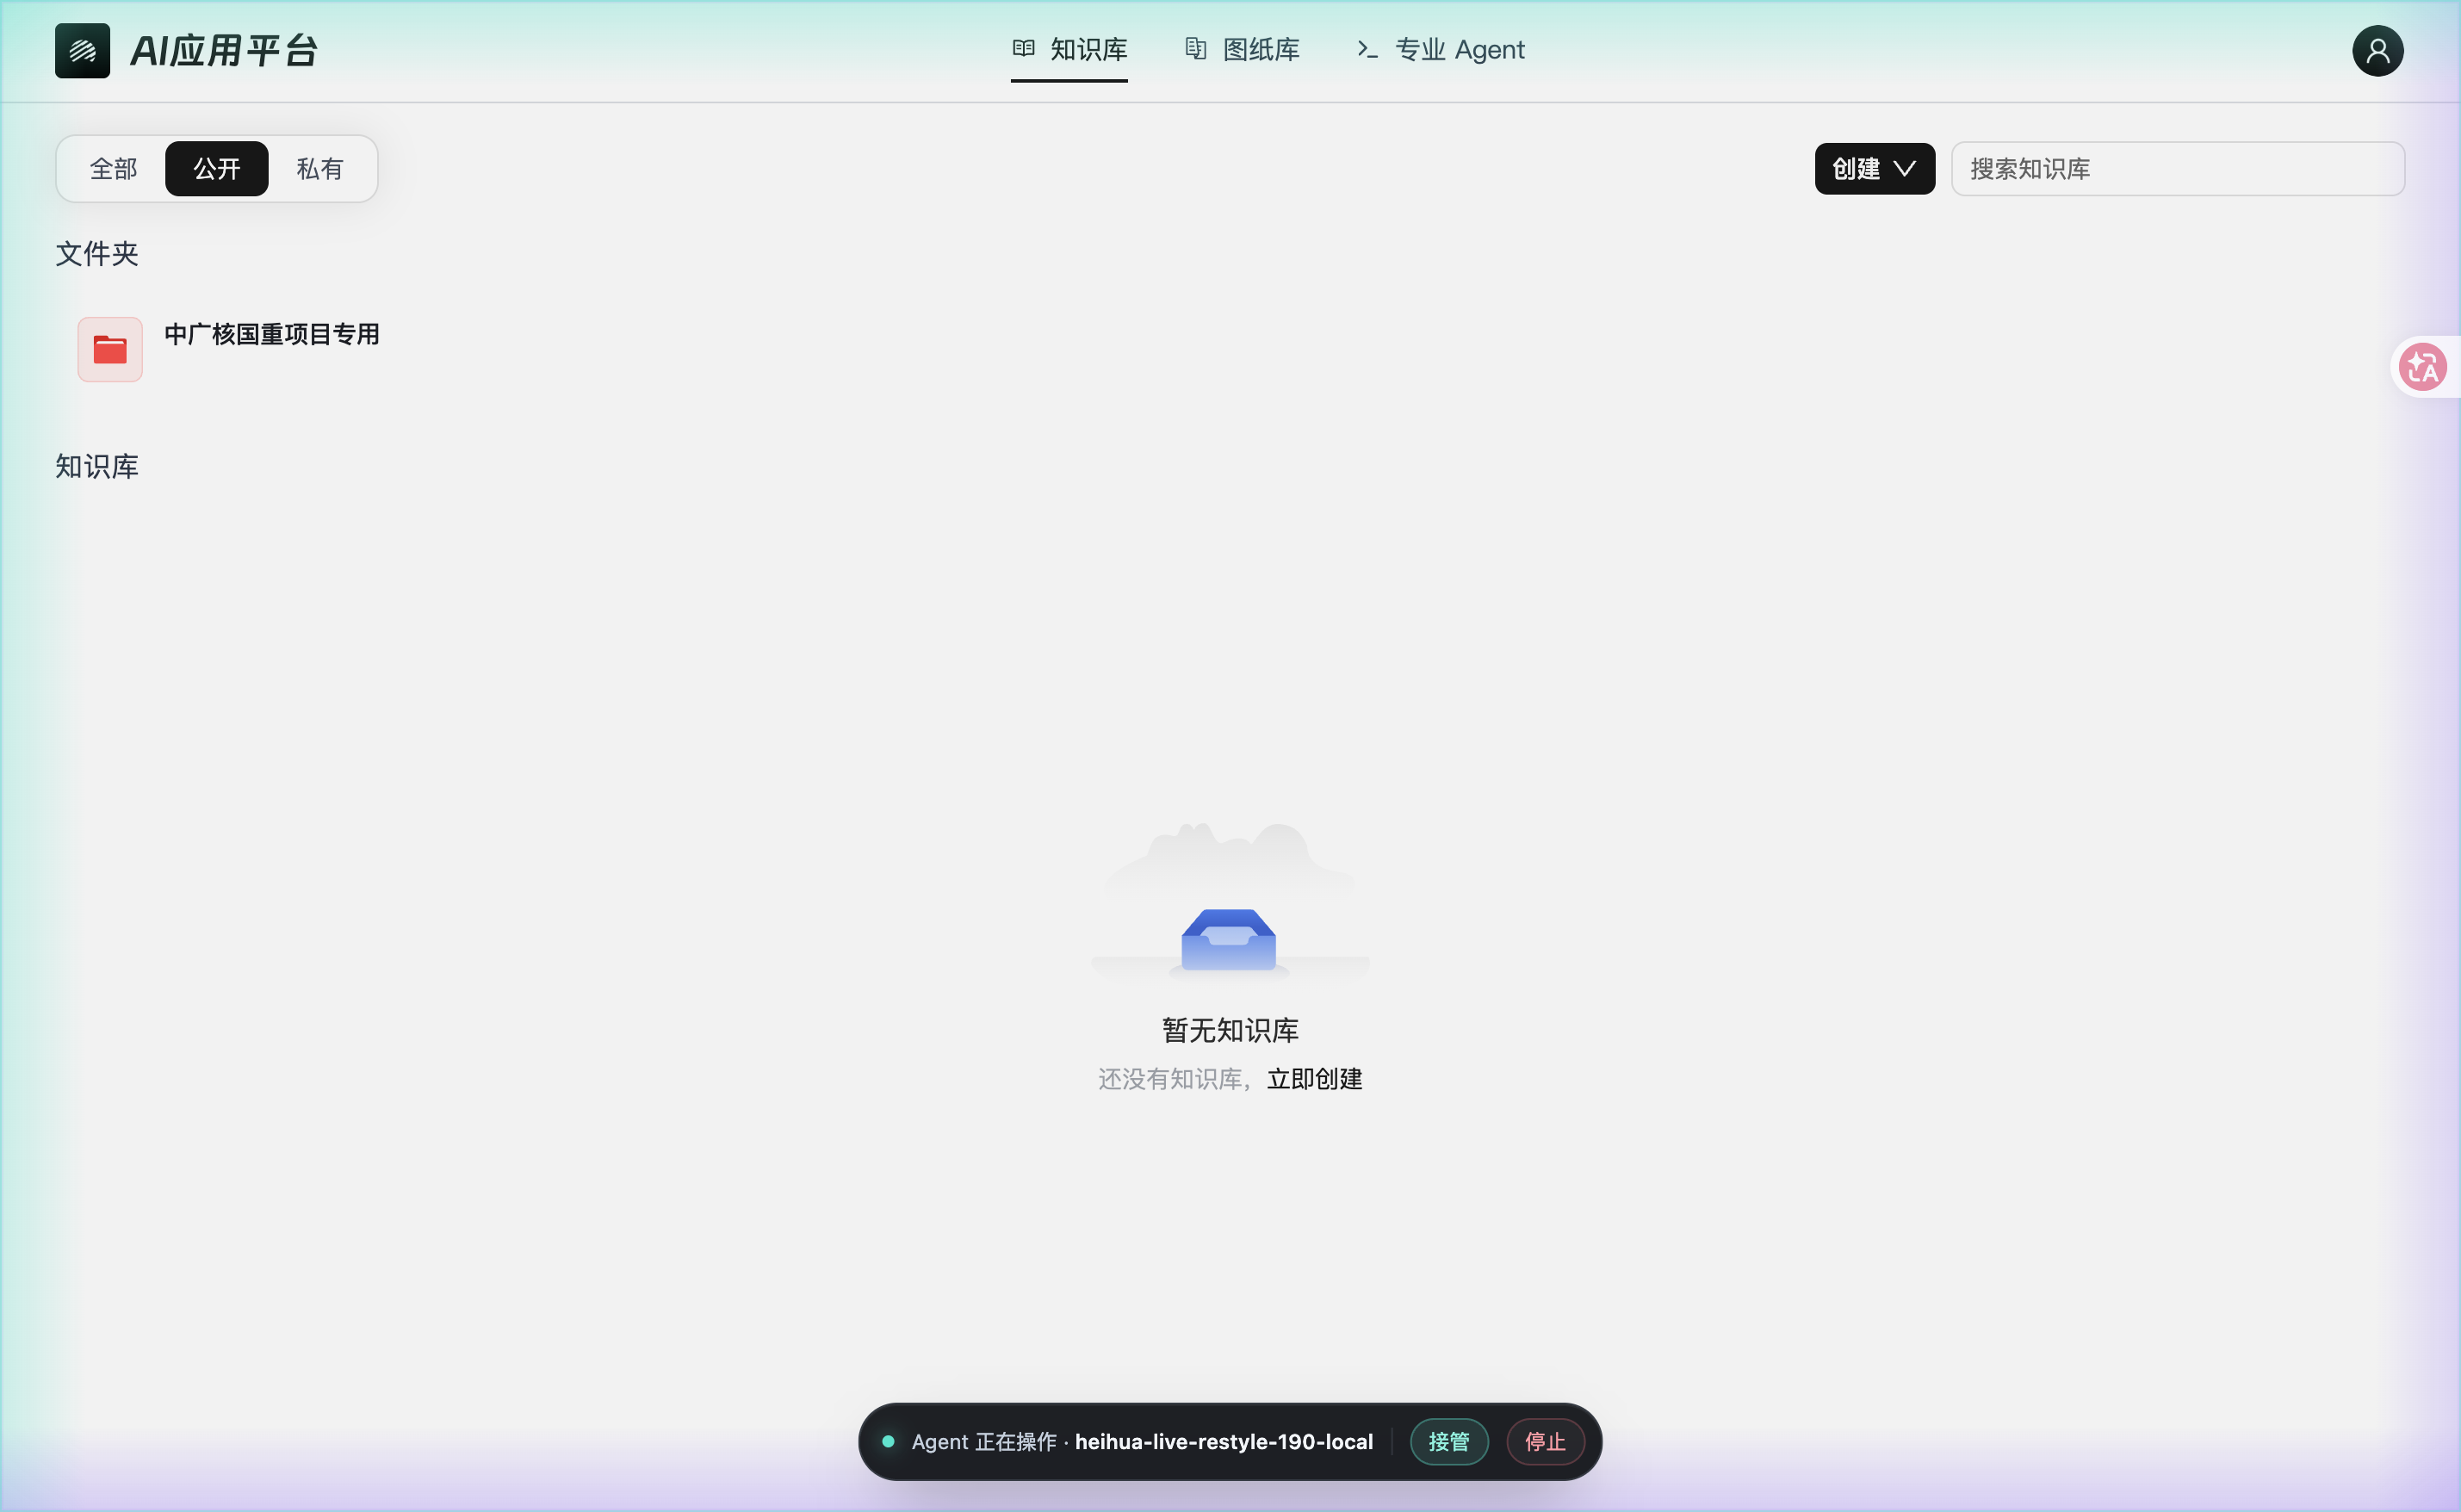 AI应用平台
知识库
图纸库
专业 Agent
全部
公开
私有
创建
搜索知识库
文件夹
中广核国重项目专用
知识库
暂无知识库
还没有知识库，立即创建
Agent 正在操作 · heihua-live-restyle-190-local
接管
停止